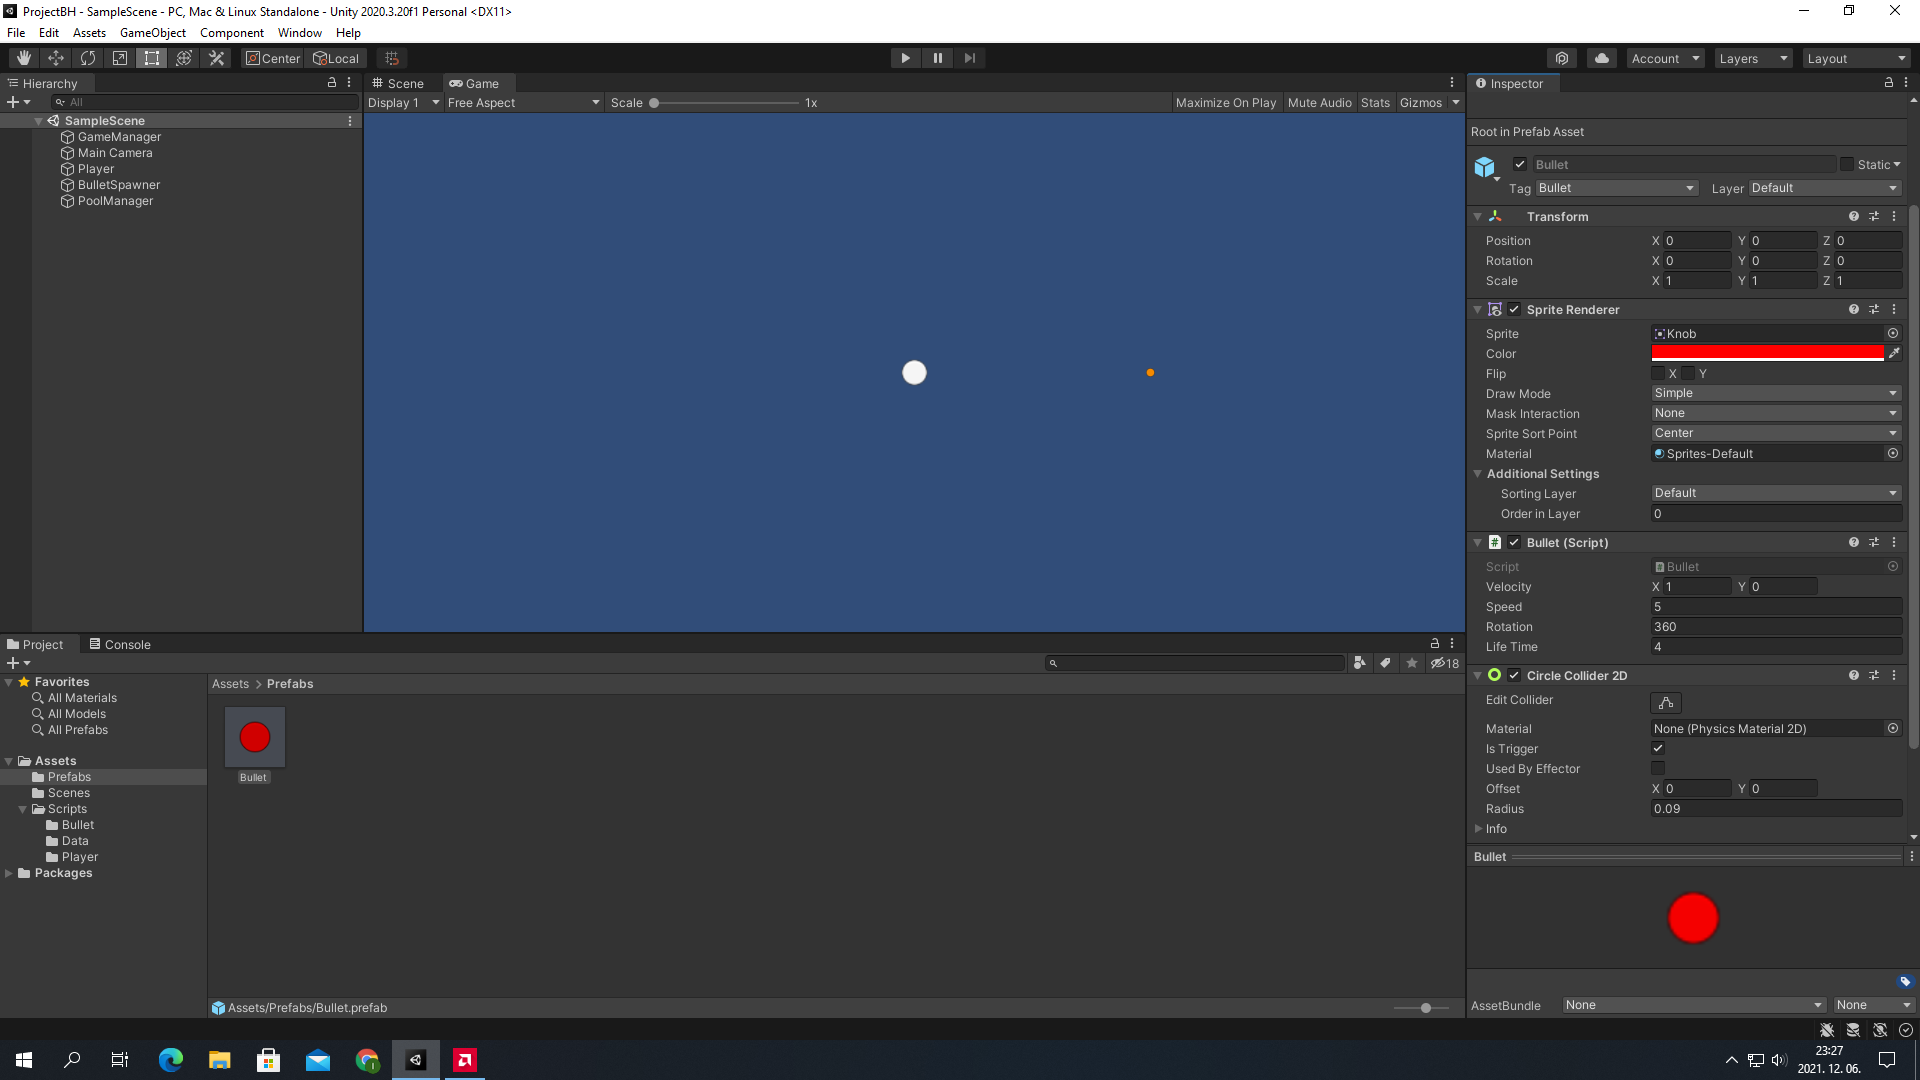 ProjectBH - SampleScene - PC, Mac & Linux Standalone - Unity 2020.3.20f1 Personal <DX11>
File Edit Assets GameObject Component Window Help
Center Local Account Layers Layout
Hierarchy
All
SampleScene
GameManager
Main Camera
Player
BulletSpawner
PoolManager
Scene Game
Display 1 Free Aspect Scale 1x Maximize On Play Mute Audio Stats Gizmos
Inspector
Root in Prefab Asset
Bullet Static
Tag Bullet Layer Default
Transform
Position X 0 Y 0 Z 0
Rotation X 0 Y 0 Z 0
Scale X 1 Y 1 Z 1
Sprite Renderer
Sprite Knob
Color
Flip X Y
Draw Mode Simple
Mask Interaction None
Sprite Sort Point Center
Material Sprites-Default
Additional Settings
Sorting Layer Default
Order in Layer 0
Bullet (Script)
Script Bullet
Velocity X 1 Y 0
Speed 5
Rotation 360
Life Time 4
Circle Collider 2D
Edit Collider
Material None (Physics Material 2D)
Is Trigger
Used By Effector
Offset X 0 Y 0
Radius 0.09
Info
Bullet
AssetBundle None None
Project Console
18
Favorites
All Materials
All Models
All Prefabs
Assets
Prefabs
Scenes
Scripts
Bullet
Data
Player
Packages
Assets > Prefabs
Bullet
Assets/Prefabs/Bullet.prefab
23:27
2021. 12. 06.